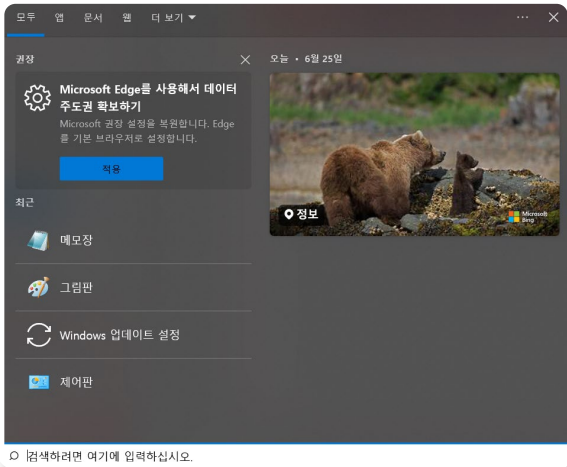 모두 앱 문서 웹 더 보기
권장
Microsoft Edge를 사용해서 데이터
주도권 확보하기
Microsoft 권장 설정을 복원합니다. Edge
를 기본 브라우저로 설정합니다.
적용
최근
메모장
그림판
Windows 업데이트 설정
제어판
오늘 • 6월 25일
정보
Microsoft
Bing
검색하려면 여기에 입력하십시오.